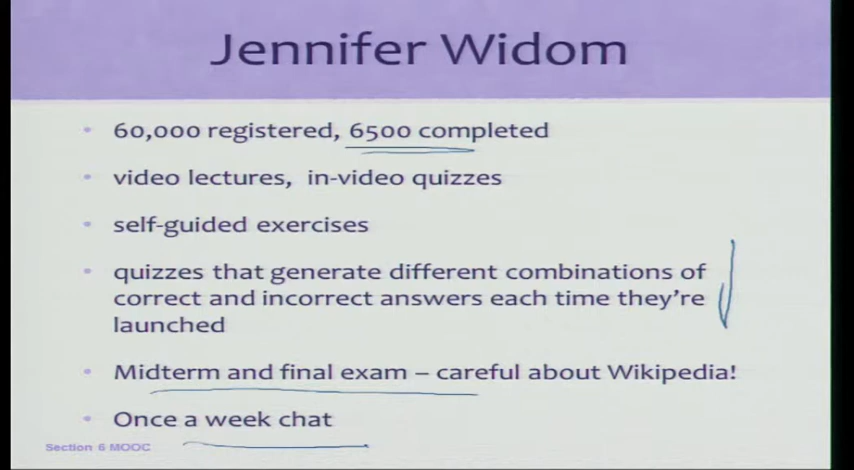 Jennifer Widom
• 60,000 registered, 6500 completed
• video lectures, in-video quizzes
• self-guided exercises
• quizzes that generate different combinations of
correct and incorrect answers each time they're
launched
• Midterm and final exam – careful about Wikipedia!
• Once a week chat
Section 6 MOOC